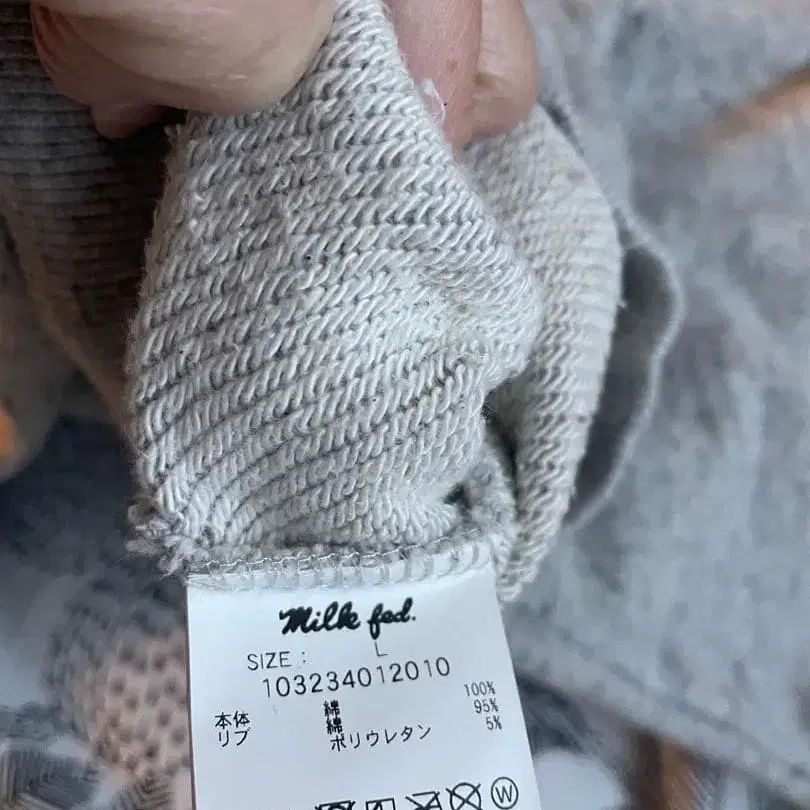 Milk fed.
SIZE : L
103234012010
本体 綿 100%
リブ 綿 95%
ポリウレタン 5%
W